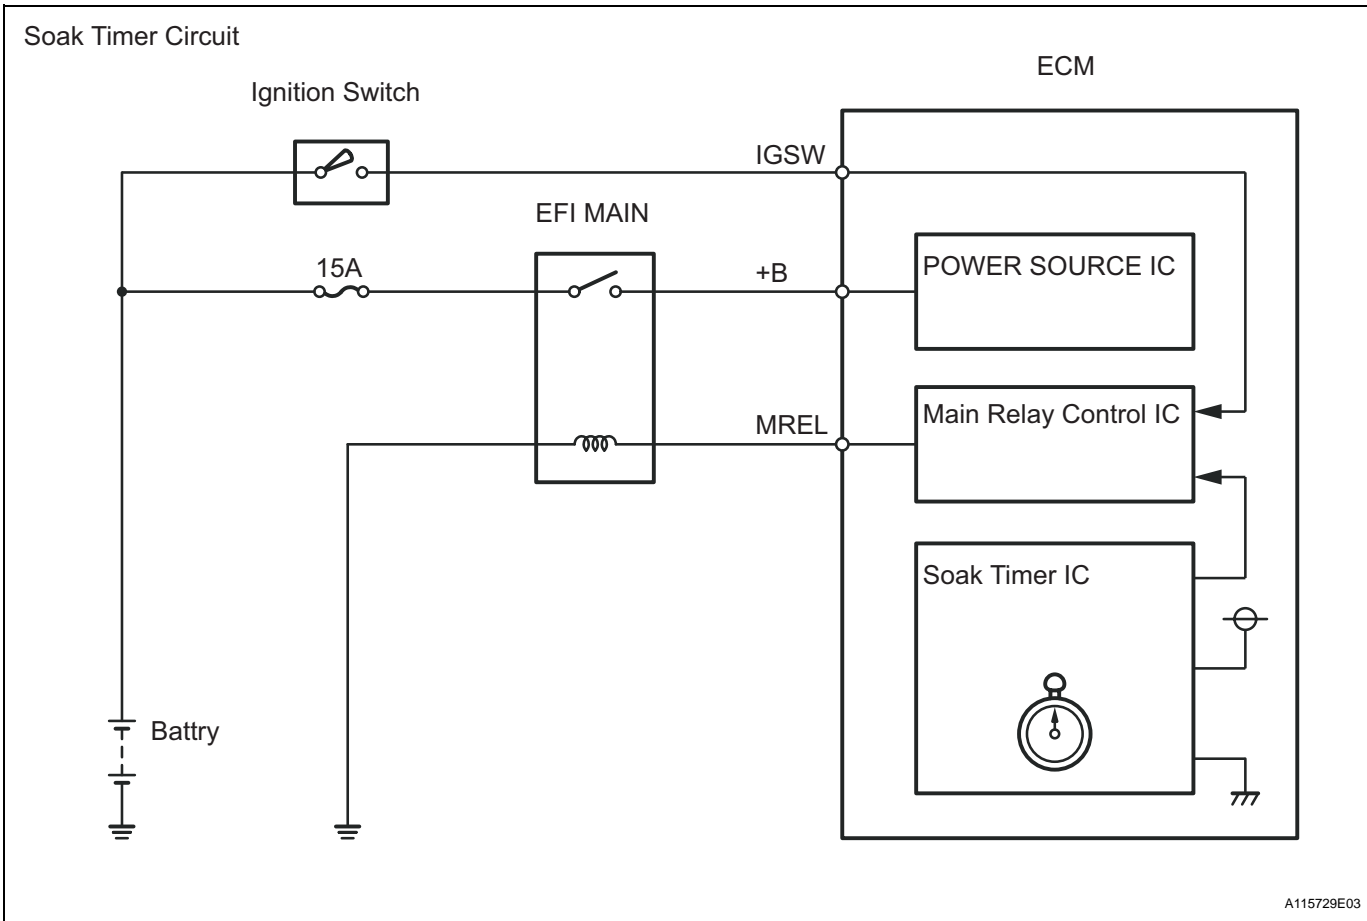 Soak Timer Circuit
ECM
Ignition Switch
IGSW
EFI MAIN
15A
+B
POWER SOURCE IC
MREL
Main Relay Control IC
Soak Timer IC
Battry
A115729E03